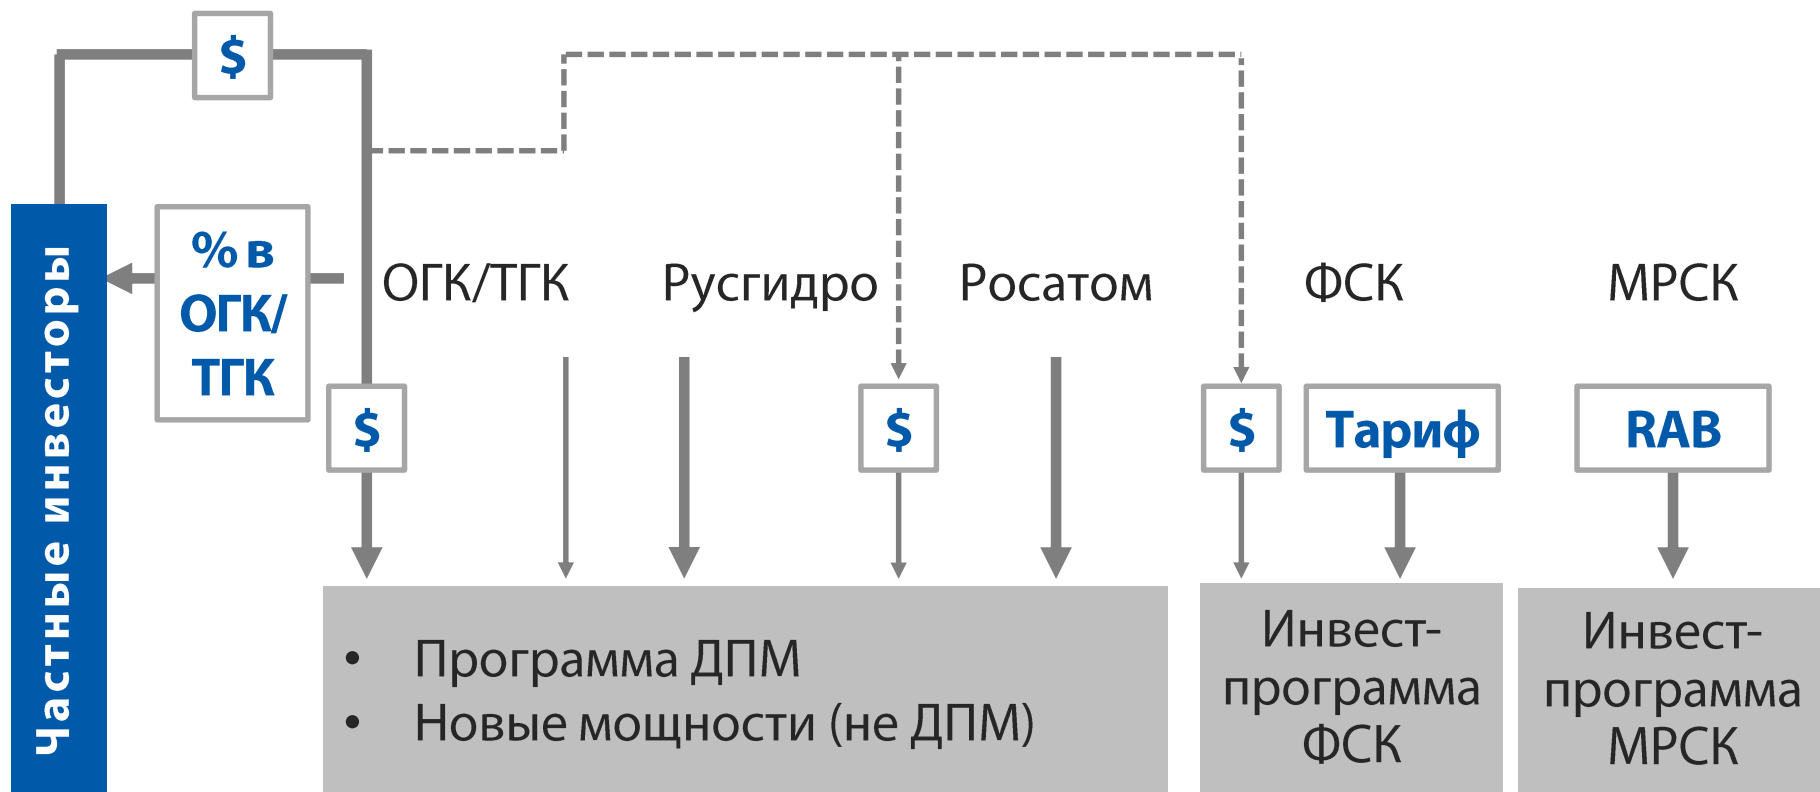 $
Частные инвесторы
% в
ОГК/
ТГК
ОГК/ТГК
Русгидро
Росатом
ФСК
МРСК
$
$
$
Тариф
RAB
• Программа ДПМ
• Новые мощности (не ДПМ)
Инвест-
программа
ФСК
Инвест-
программа
МРСК